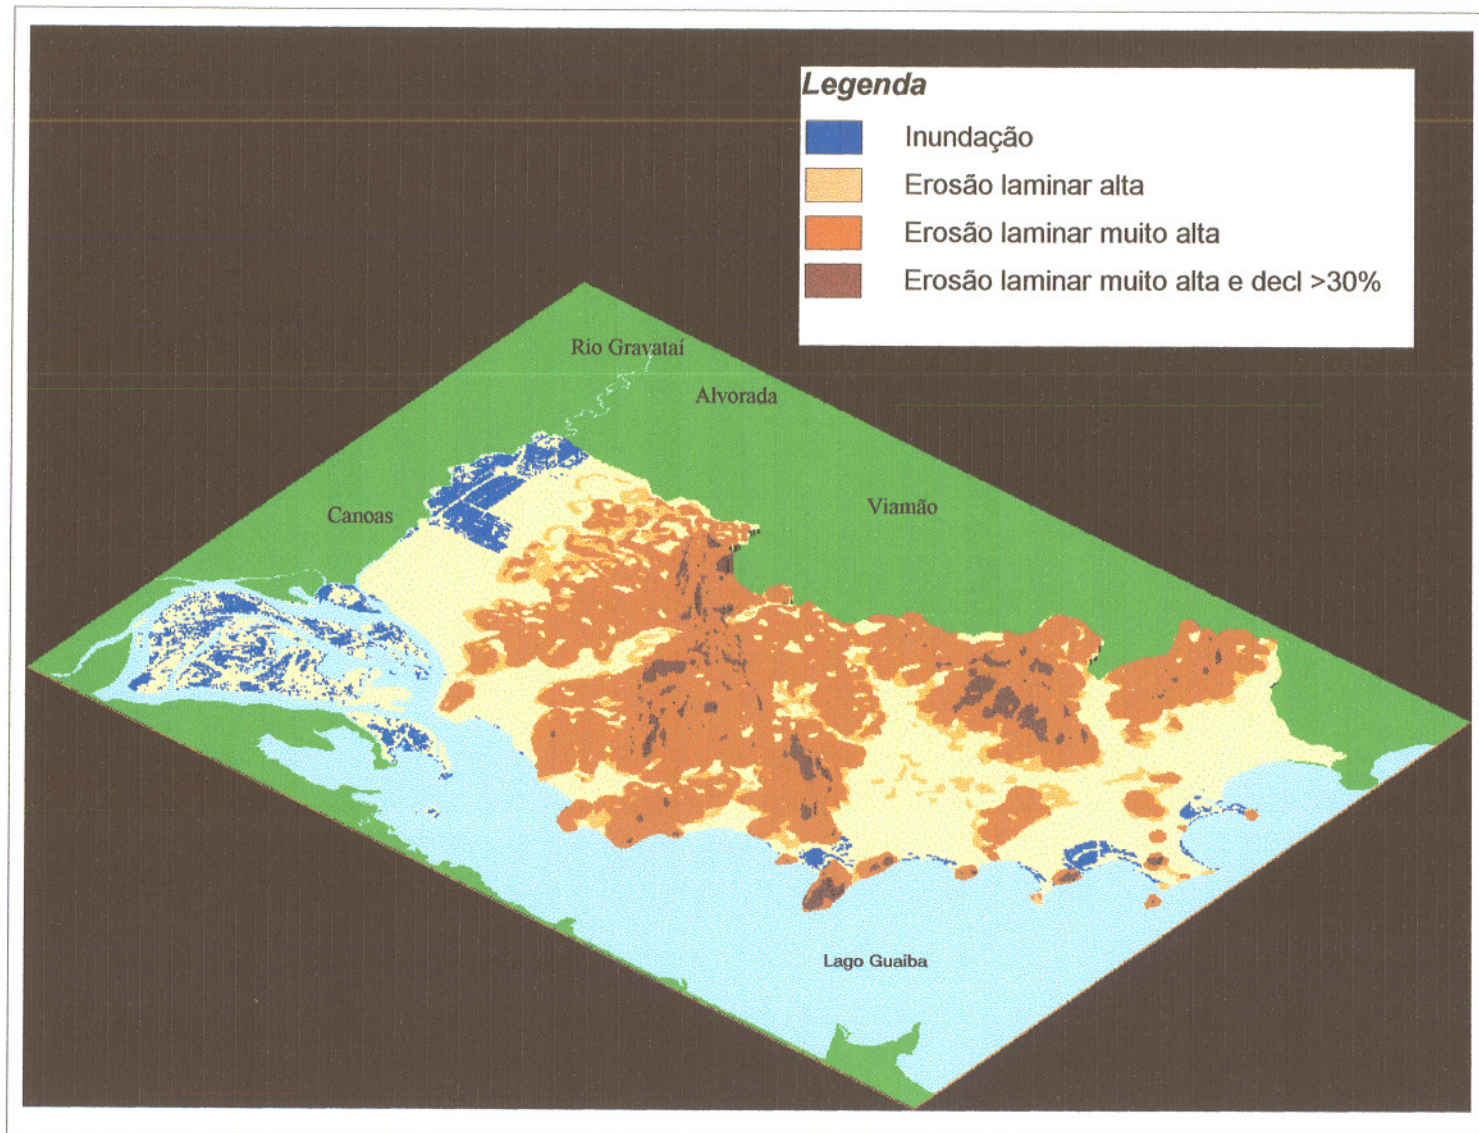 Legenda
Inundação
Erosão laminar alta
Erosão laminar muito alta
Erosão laminar muito alta e decl >30%
Rio Gravataí
Alvorada
Viamão
Canoas
Lago Guaíba